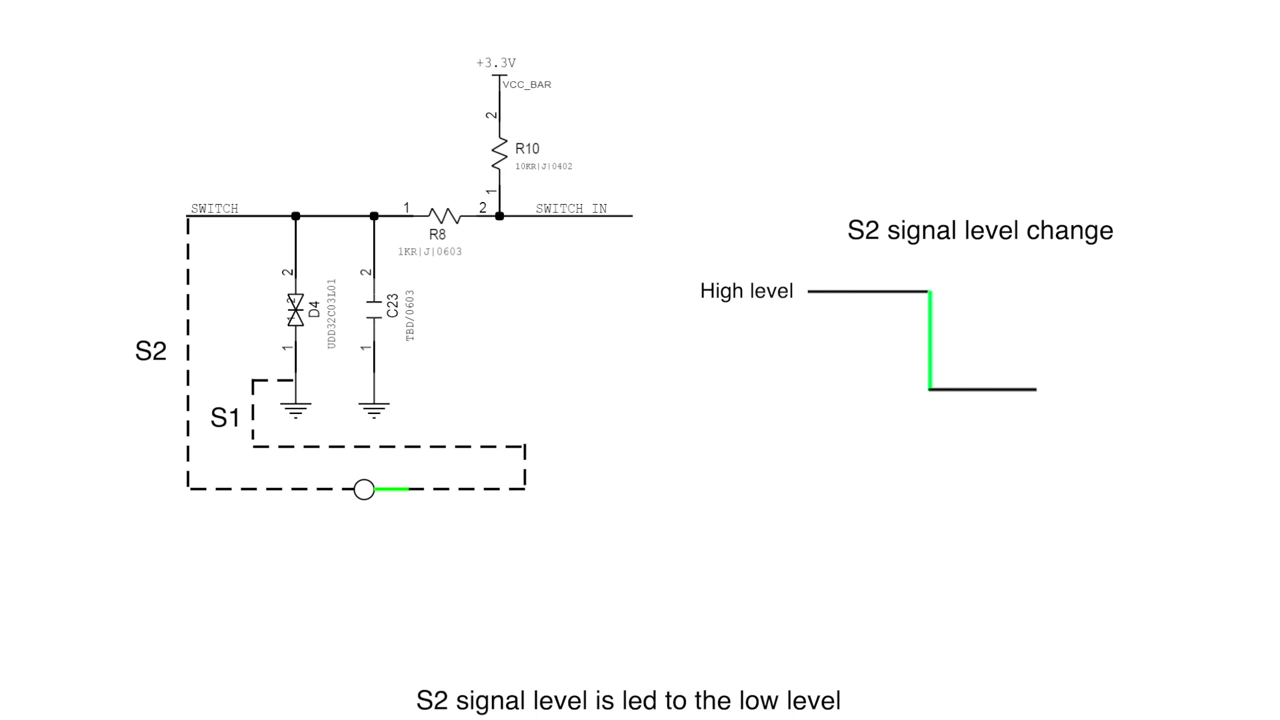 +3.3V
VCC_BAR
2
R10
10KR|J|0402
1
SWITCH
1
2
SWITCH IN
R8
1KR|J|0603
S2 signal level change
High level
2
D4
UDD32C03L01
1
2
C23
TBD/0603
1
S2
S1
S2 signal level is led to the low level